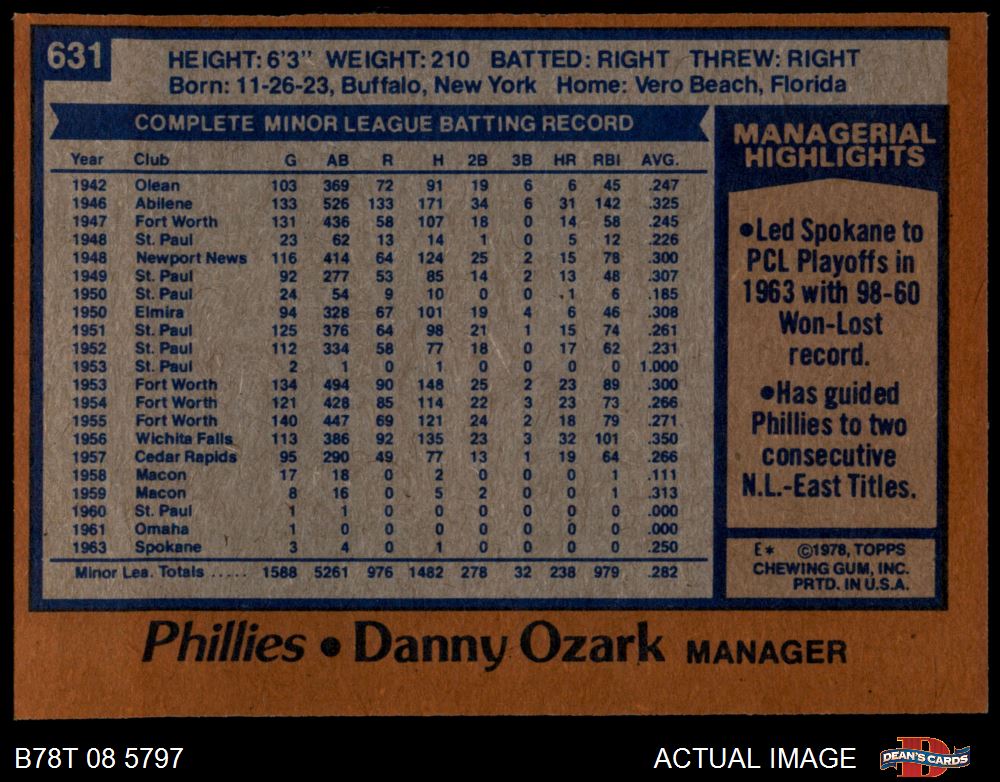 631
HEIGHT: 6'3" WEIGHT: 210 BATTED: RIGHT THREW: RIGHT
Born: 11-26-23, Buffalo, New York Home: Vero Beach, Florida
COMPLETE MINOR LEAGUE BATTING RECORD
Year Club G AB R H 2B 3B HR RBI AVG.
1942 Olean 103 369 72 91 19 6 6 45 .247
1946 Abilene 133 526 133 171 34 6 31 142 .325
1947 Fort Worth 131 436 58 107 18 0 14 58 .245
1948 St. Paul 23 62 13 14 1 0 5 12 .226
1948 Newport News 116 414 64 124 25 2 15 78 .300
1949 St. Paul 92 277 53 85 14 2 13 48 .307
1950 St. Paul 24 54 9 10 0 0 1 6 .185
1950 Elmira 94 328 67 101 19 4 6 46 .308
1951 St. Paul 125 376 64 98 21 1 15 74 .261
1952 St. Paul 112 334 58 77 18 0 17 62 .231
1953 St. Paul 2 1 0 1 0 0 0 0 1.000
1953 Fort Worth 134 494 90 148 25 2 23 89 .300
1954 Fort Worth 121 428 85 114 22 3 23 73 .266
1955 Fort Worth 140 447 69 121 24 2 18 79 .271
1956 Wichita Falls 113 386 92 135 23 3 32 101 .350
1957 Cedar Rapids 95 290 49 77 13 1 19 64 .266
1958 Macon 17 18 0 2 0 0 0 1 .111
1959 Macon 8 16 0 5 2 0 0 1 .313
1960 St. Paul 1 1 0 0 0 0 0 0 .000
1961 Omaha 1 0 0 0 0 0 0 0 .000
1963 Spokane 3 4 0 1 0 0 0 0 .250
Minor Lea. Totals ..... 1588 5261 976 1482 278 32 238 979 .282
MANAGERIAL
HIGHLIGHTS
•Led Spokane to
PCL Playoffs in
1963 with 98-60
Won-Lost
record.
•Has guided
Phillies to two
consecutive
N.L.-East Titles.
E* ©1978, TOPPS
CHEWING GUM, INC.
PRTD. IN U.S.A.
Phillies • Danny Ozark MANAGER
B78T 08 5797
ACTUAL IMAGE
D
DEAN'S CARDS